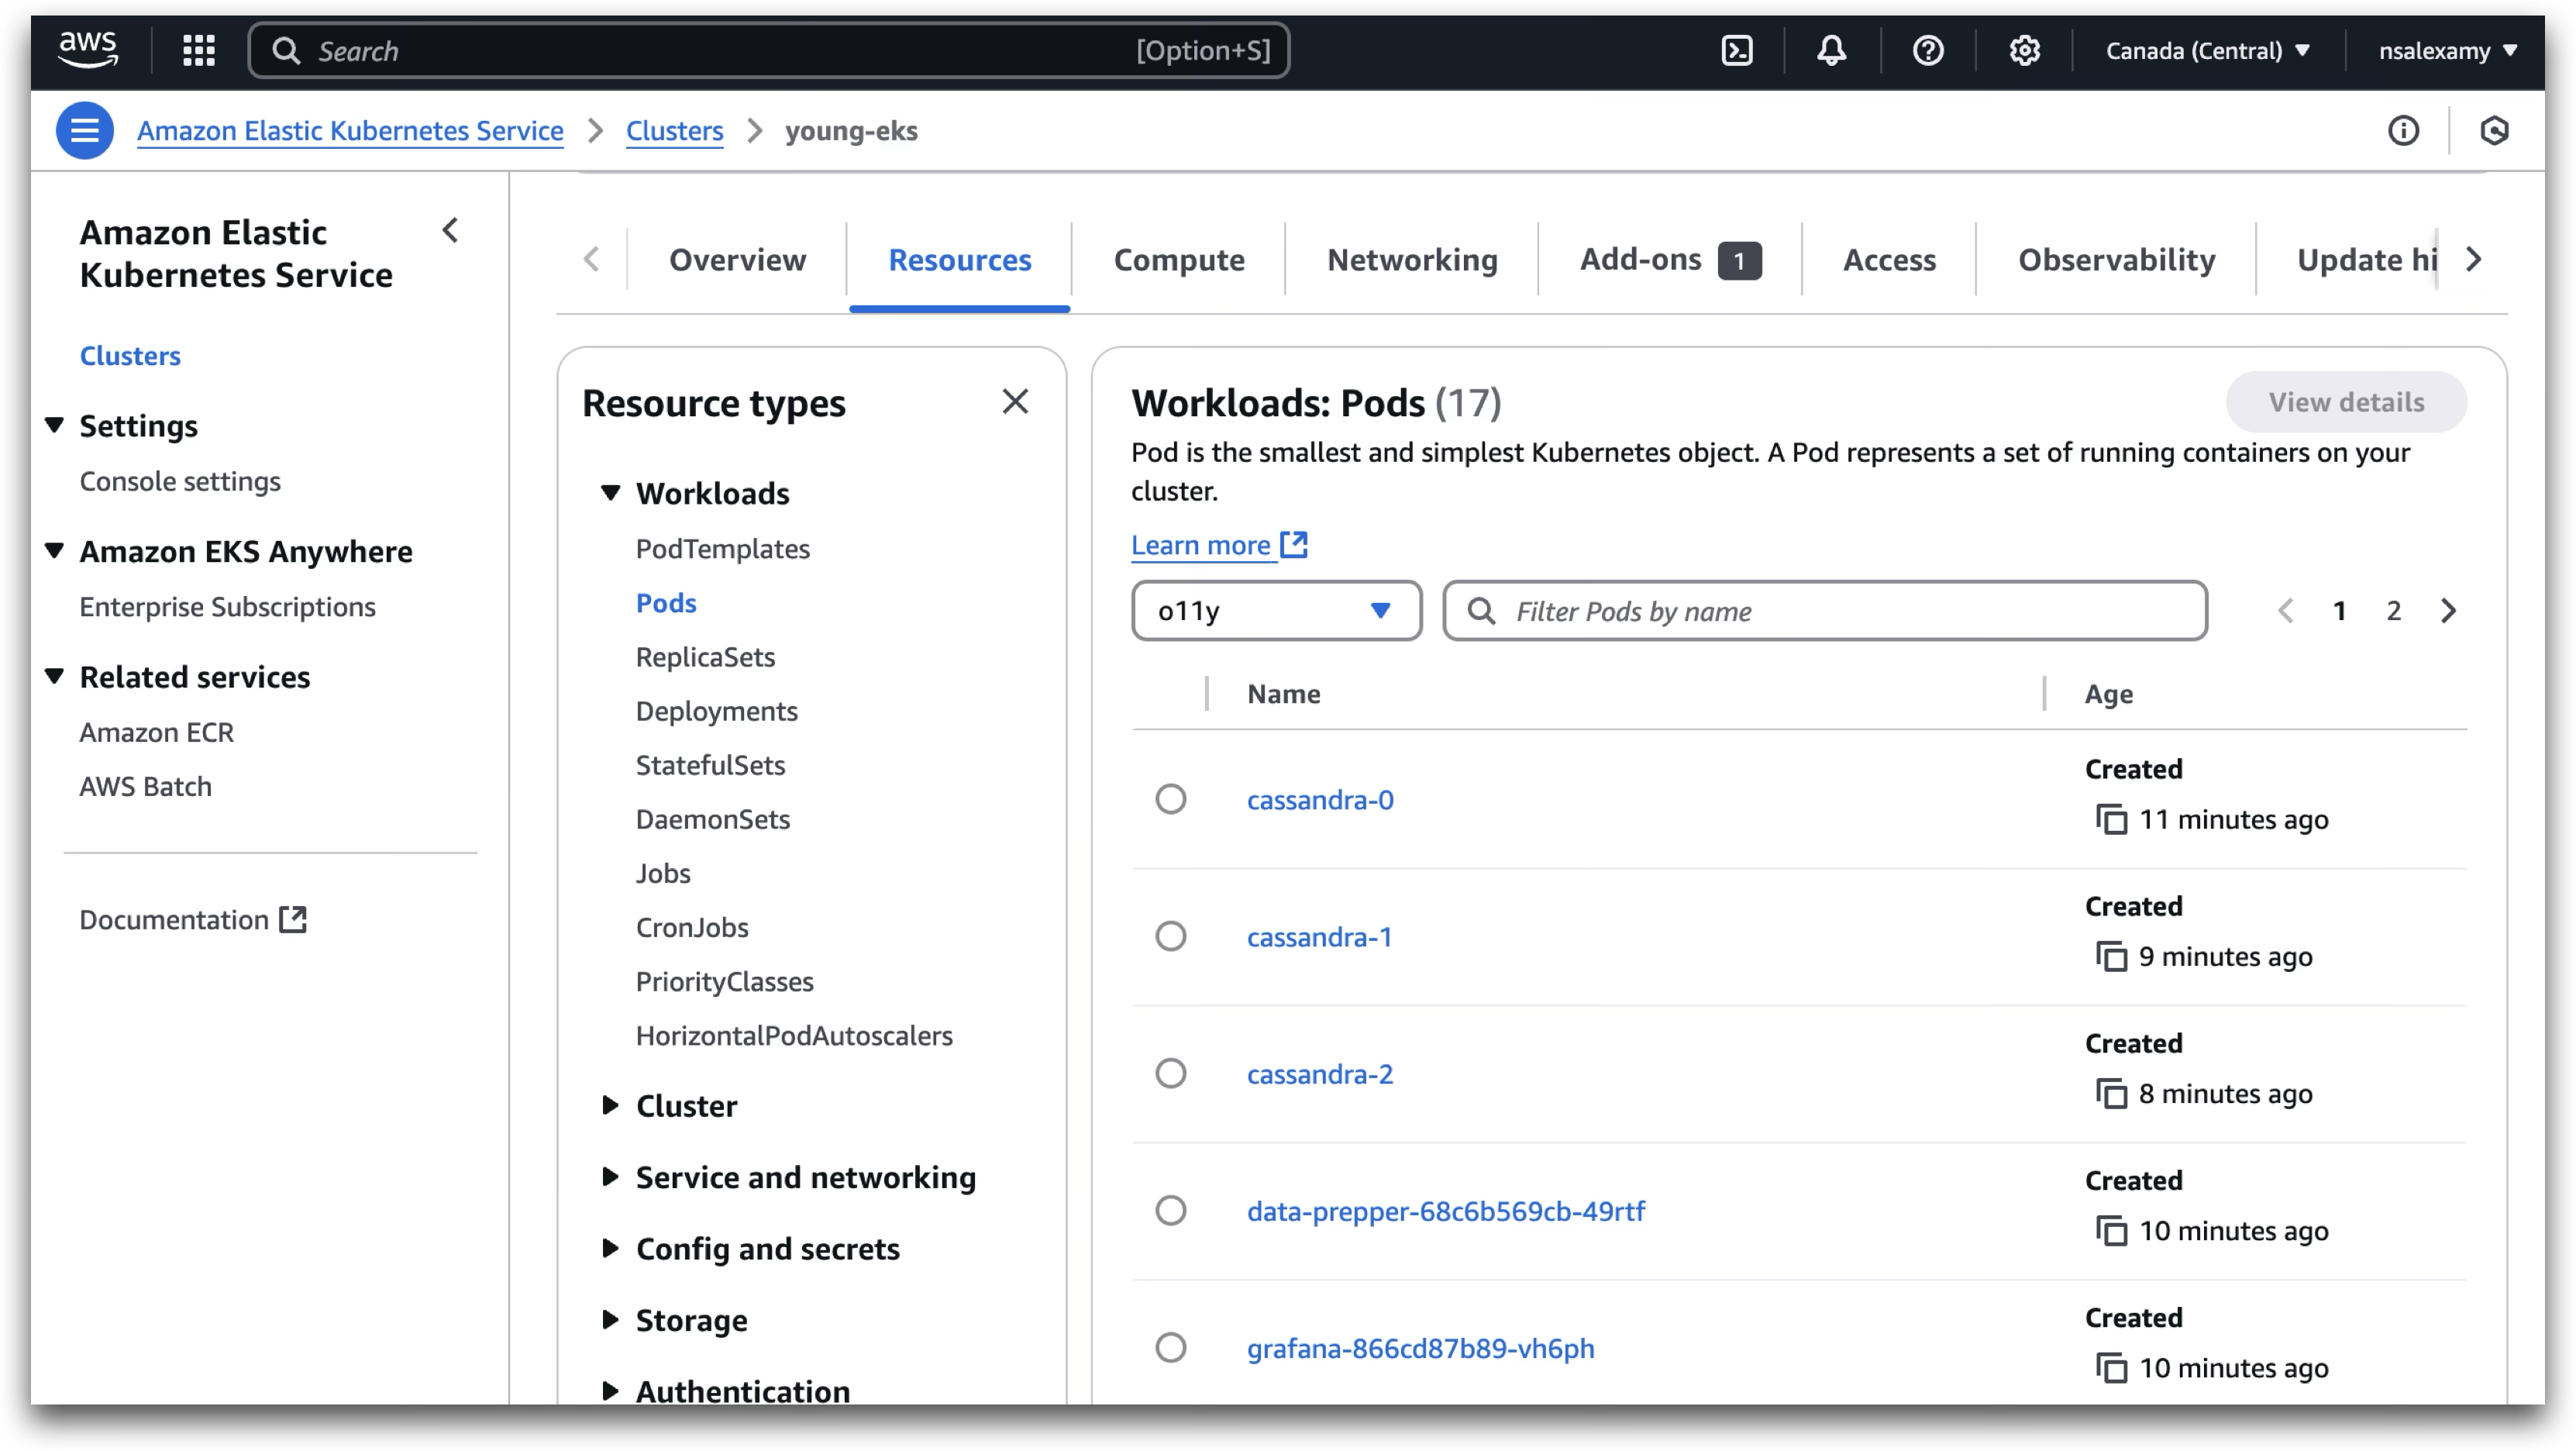 aws
Search [Option+S]
Canada (Central)
nsalexamy
Amazon Elastic Kubernetes Service
Clusters
young-eks
Amazon Elastic
Kubernetes Service
Clusters
Settings
Console settings
Amazon EKS Anywhere
Enterprise Subscriptions
Related services
Amazon ECR
AWS Batch
Documentation
Overview
Resources
Compute
Networking
Add-ons 1
Access
Observability
Update hi
Resource types
Workloads
PodTemplates
Pods
ReplicaSets
Deployments
StatefulSets
DaemonSets
Jobs
CronJobs
PriorityClasses
HorizontalPodAutoscalers
Cluster
Service and networking
Config and secrets
Storage
Authentication
Workloads: Pods (17)
View details
Pod is the smallest and simplest Kubernetes object. A Pod represents a set of running containers on your
cluster.
Learn more
o11y
Filter Pods by name
1 2
Name Age
cassandra-0
Created
11 minutes ago
cassandra-1
Created
9 minutes ago
cassandra-2
Created
8 minutes ago
data-prepper-68c6b569cb-49rtf
Created
10 minutes ago
grafana-866cd87b89-vh6ph
Created
10 minutes ago